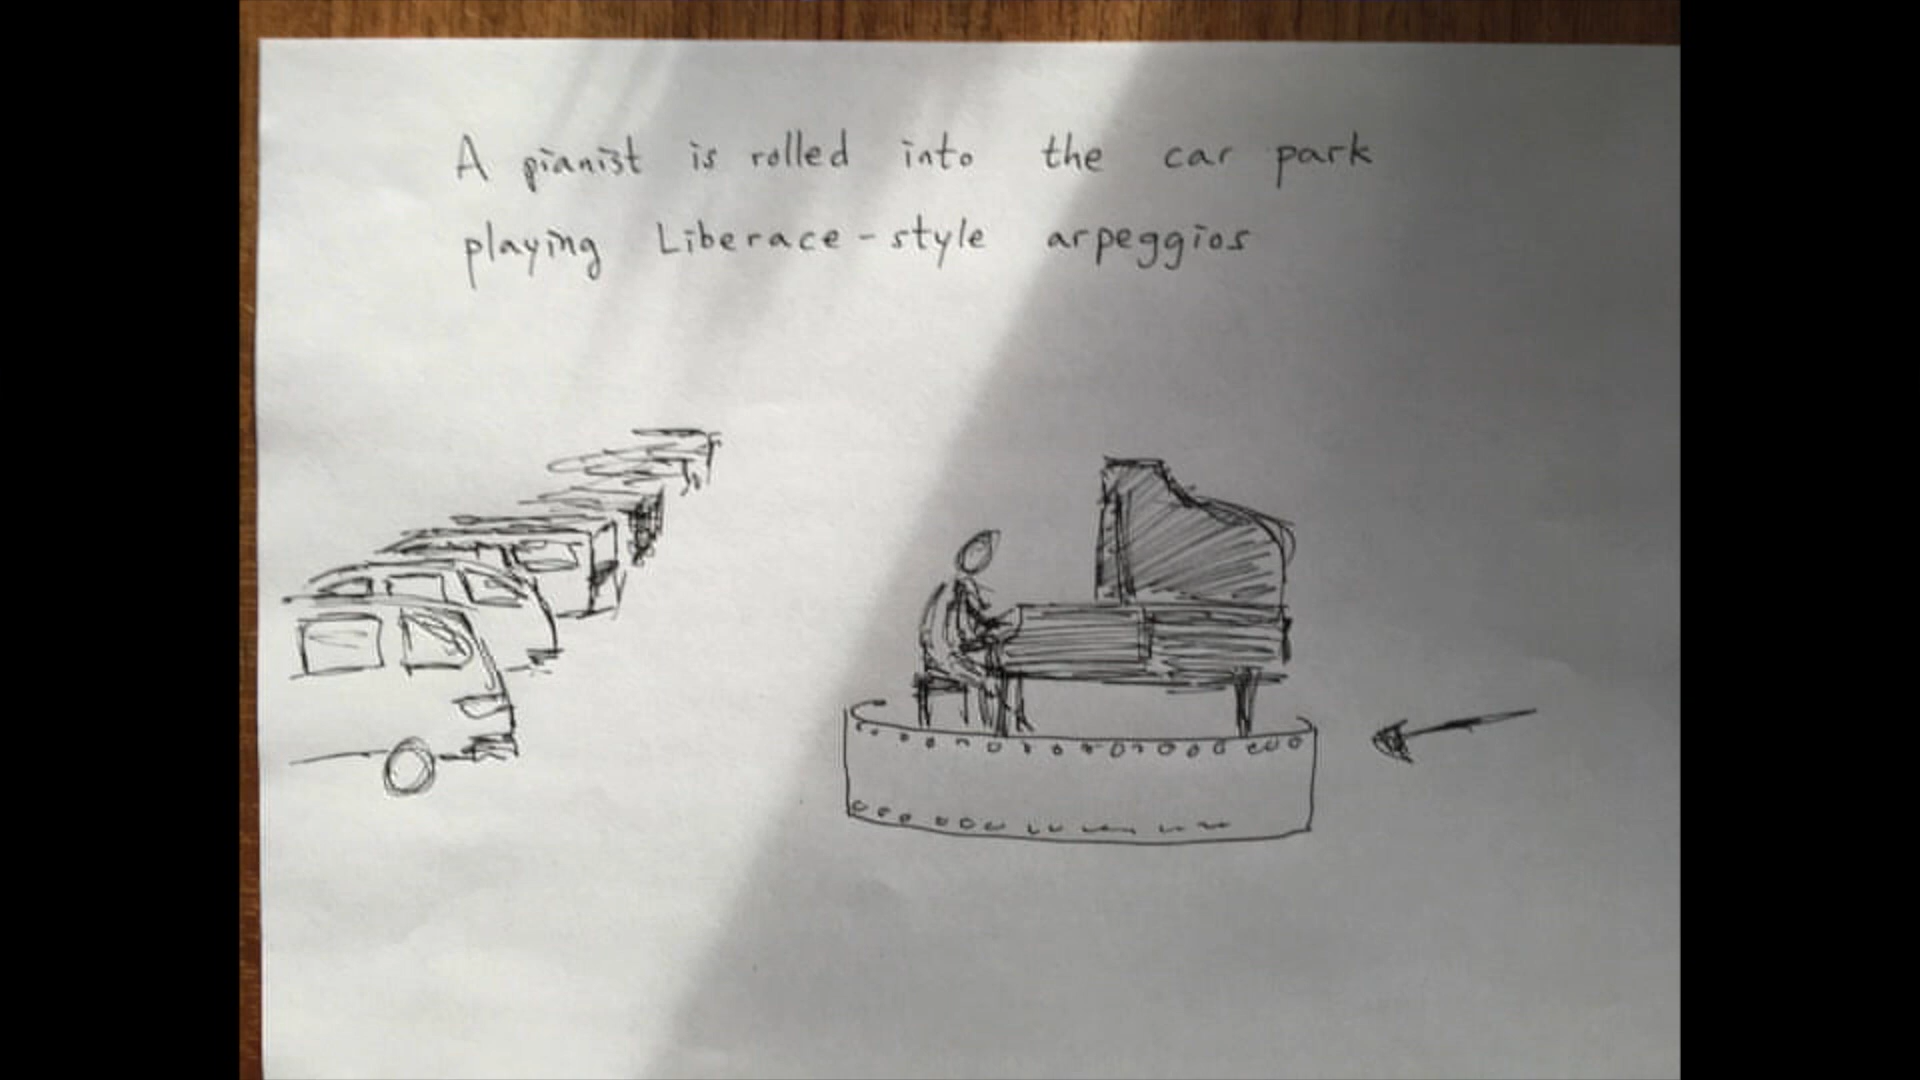 A pianist is rolled into the car park
playing Liberace-style arpeggios